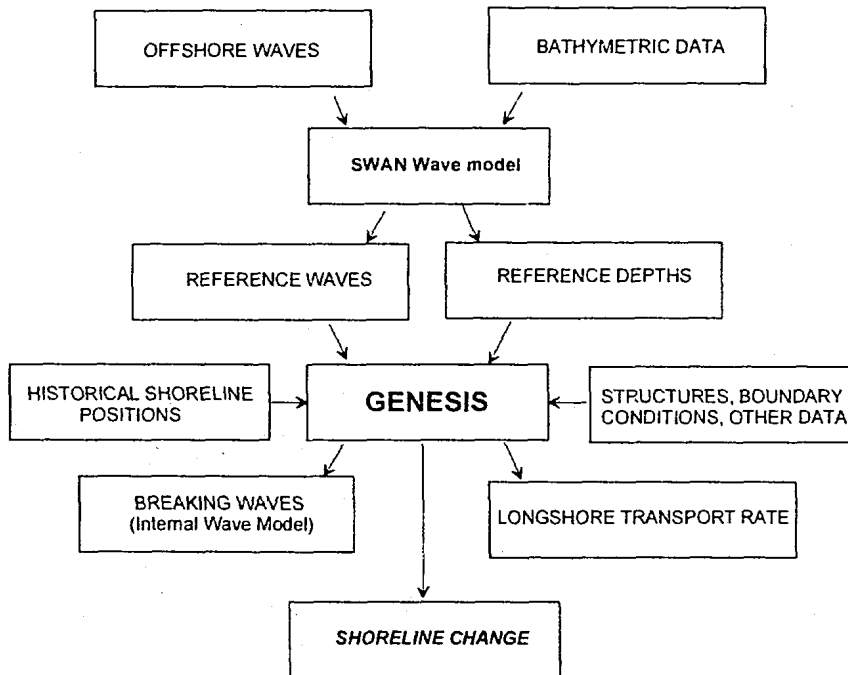 OFFSHORE WAVES
BATHYMETRIC DATA
SWAN Wave model
REFERENCE WAVES
REFERENCE DEPTHS
HISTORICAL SHORELINE
POSITIONS
GENESIS
STRUCTURES, BOUNDARY
CONDITIONS, OTHER DATA
BREAKING WAVES
(Internal Wave Model)
LONGSHORE TRANSPORT RATE
SHORELINE CHANGE